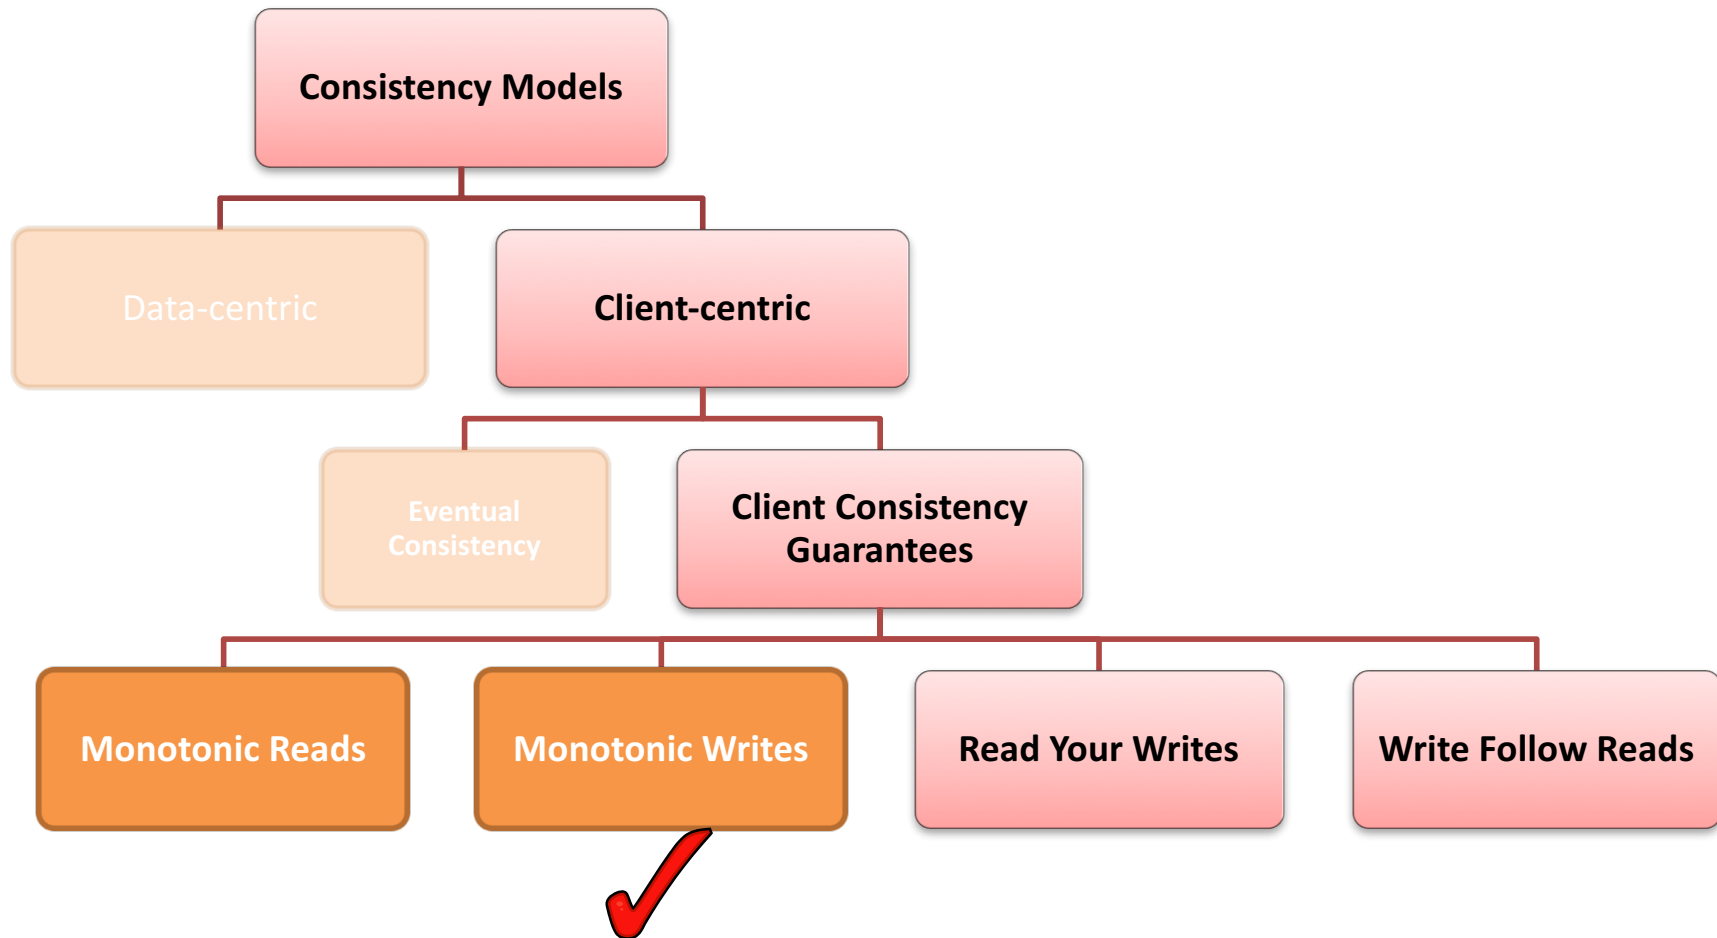 Consistency Models
Data-centric
Client-centric
Eventual
Consistency
Client Consistency
Guarantees
Monotonic Reads
Monotonic Writes
Read Your Writes
Write Follow Reads